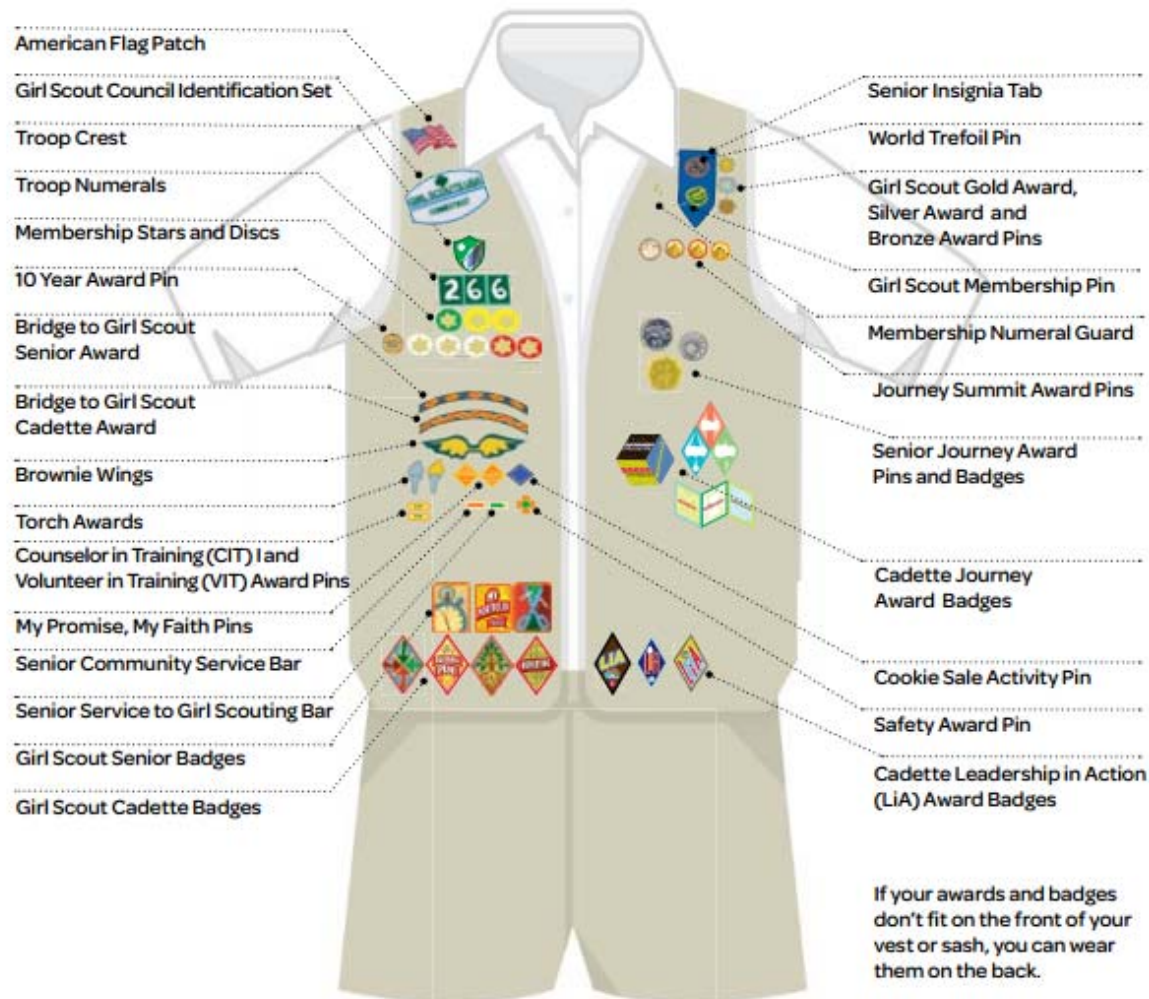 American Flag Patch
Girl Scout Council Identification Set
Troop Crest
Troop Numerals
Membership Stars and Discs
10 Year Award Pin
Bridge to Girl Scout
Senior Award
Bridge to Girl Scout
Cadette Award
Brownie Wings
Torch Awards
Counselor in Training (CIT) I and
Volunteer in Training (VIT) Award Pins
My Promise, My Faith Pins
Senior Community Service Bar
Senior Service to Girl Scouting Bar
Girl Scout Senior Badges
Girl Scout Cadette Badges
266
LiA
Senior Insignia Tab
World Trefoil Pin
Girl Scout Gold Award,
Silver Award and
Bronze Award Pins
Girl Scout Membership Pin
Membership Numeral Guard
Journey Summit Award Pins
Senior Journey Award
Pins and Badges
Cadette Journey
Award Badges
Cookie Sale Activity Pin
Safety Award Pin
Cadette Leadership in Action
(LiA) Award Badges
If your awards and badges
don't fit on the front of your
vest or sash, you can wear
them on the back.